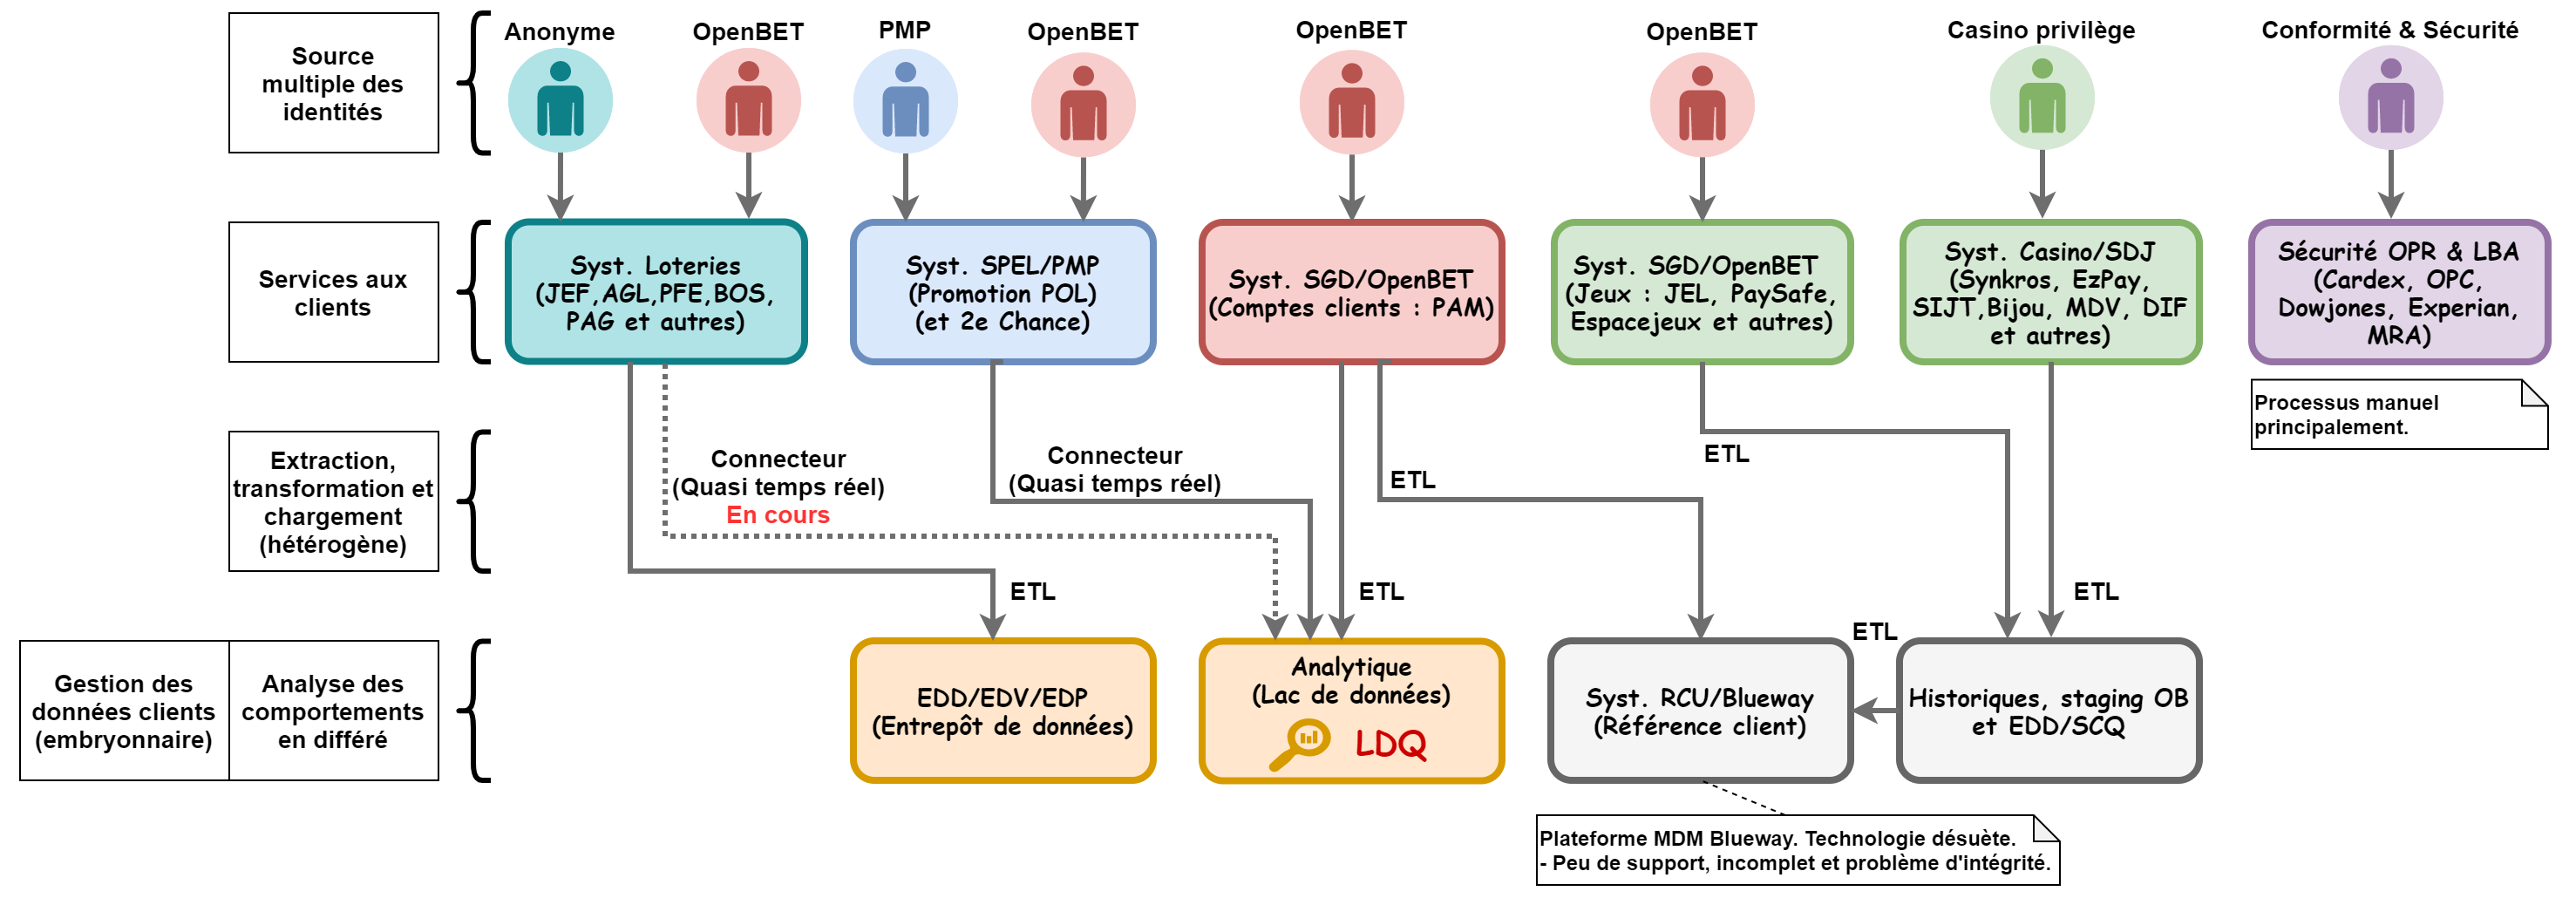 Anonyme
OpenBET
PMP
OpenBET
OpenBET
OpenBET
Casino privilège
Conformité & Sécurité
Source
multiple des
identités
Services aux
clients
Syst. Loteries
(JEF,AGL,PFE,BOS,
PAG et autres)
Syst. SPEL/PMP
(Promotion POL)
(et 2e Chance)
Syst. SGD/OpenBET
(Comptes clients : PAM)
Syst. SGD/OpenBET
(Jeux : JEL, PaySafe,
Espacejeux et autres)
Syst. Casino/SDJ
(Synkros, EzPay,
SIJT,Bijou, MDV, DIF
et autres)
Sécurité OPR & LBA
(Cardex, OPC,
Dowjones, Experian,
MRA)
Processus manuel
principalement.
Extraction,
transformation et
chargement
(hétérogène)
Connecteur
(Quasi temps réel)
En cours
Connecteur
(Quasi temps réel)
ETL
ETL
ETL
ETL
ETL
ETL
Gestion des
données clients
(embryonnaire)
Analyse des
comportements
en différé
EDD/EDV/EDP
(Entrepôt de données)
Analytique
(Lac de données)
LDQ
Syst. RCU/Blueway
(Référence client)
Historiques, staging OB
et EDD/SCQ
Plateforme MDM Blueway. Technologie désuète.
- Peu de support, incomplet et problème d'intégrité.